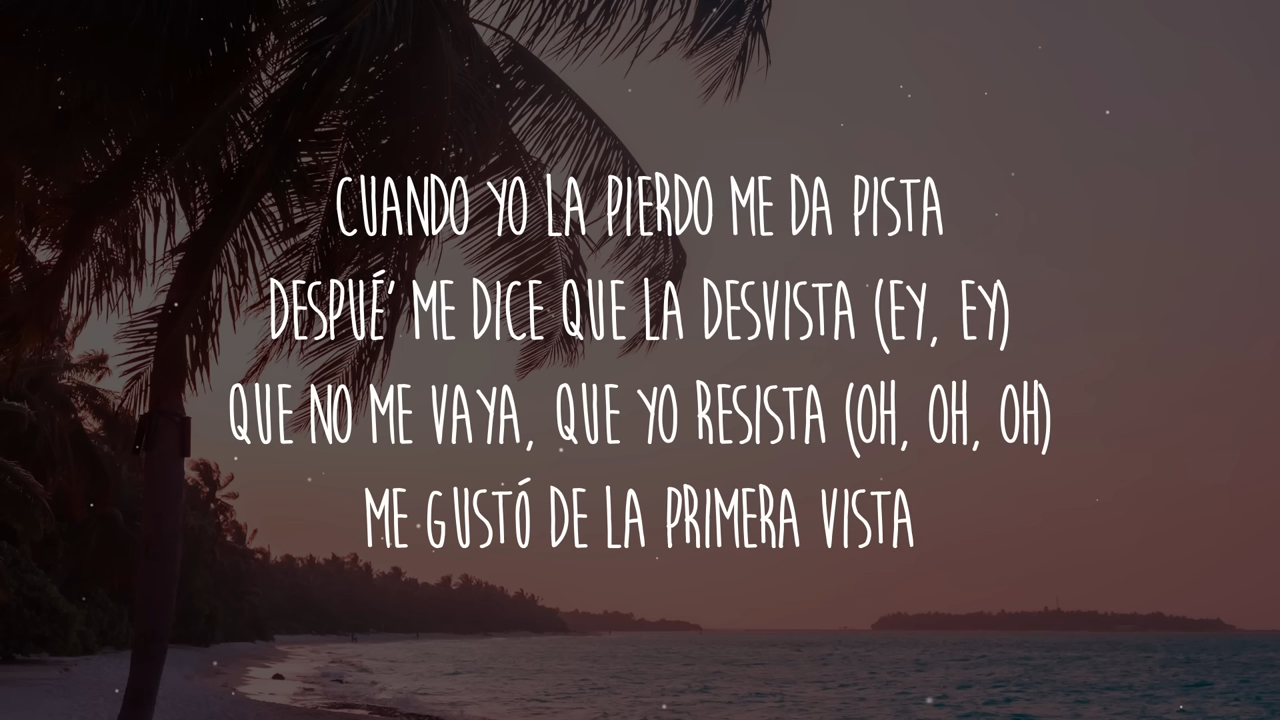 CUANDO YO LA PIERDO ME DA PISTA
DESPUÉ' ME DICE QUE LA DESVISTA (EY, EY)
QUE NO ME VAYA, QUE YO RESISTA (OH, OH, OH)
ME GUSTÓ DE LA PRIMERA VISTA